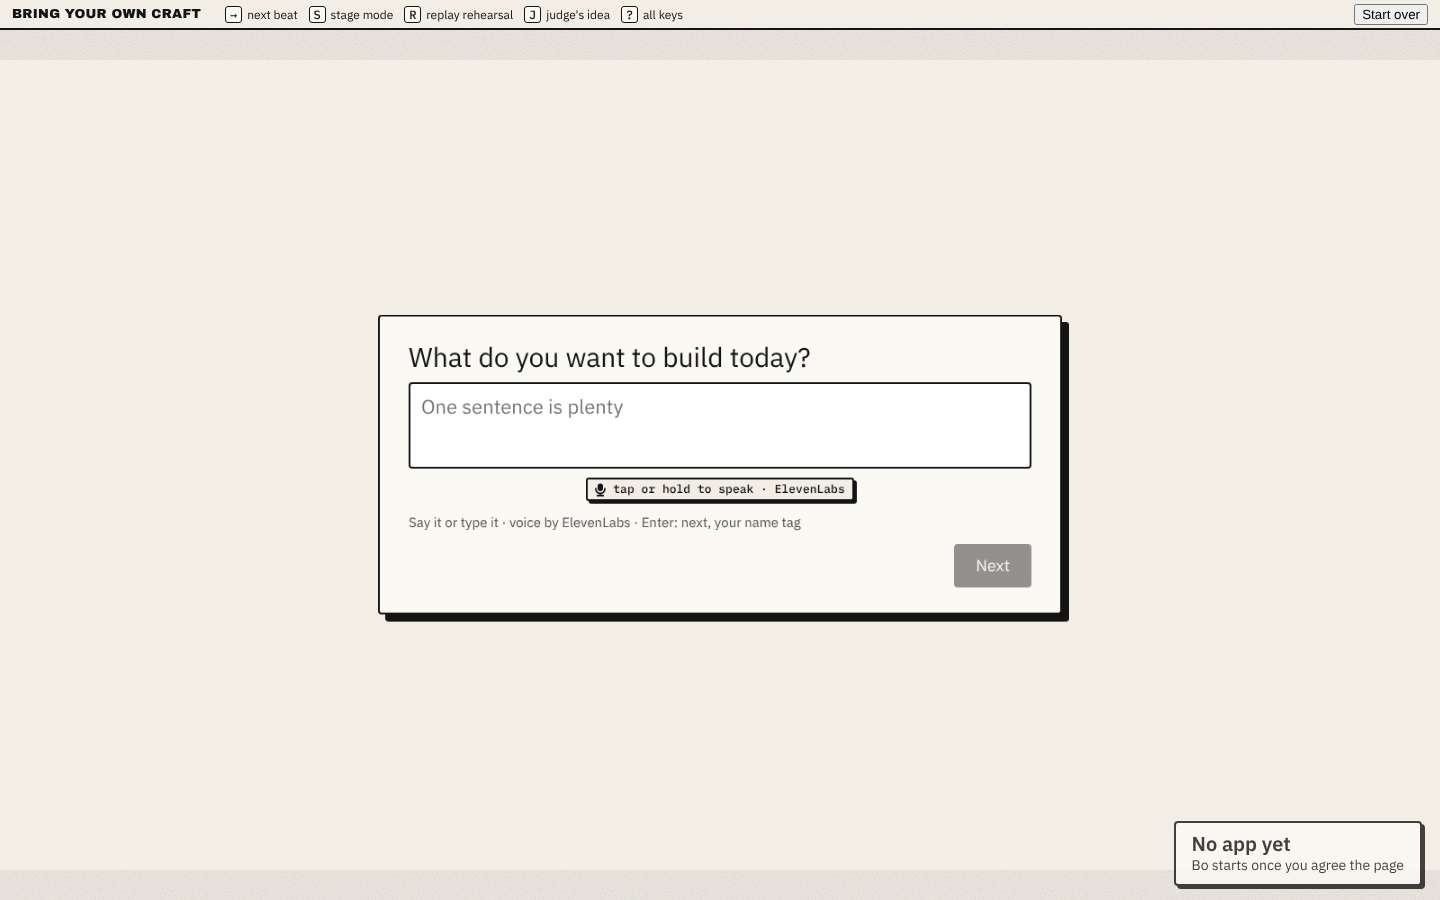 BRING YOUR OWN CRAFT → next beat S stage mode R replay rehearsal J judge's idea ? all keys Start over
What do you want to build today?
One sentence is plenty
tap or hold to speak · ElevenLabs
Say it or type it · voice by ElevenLabs · Enter: next, your name tag
Next
No app yet
Bo starts once you agree the page